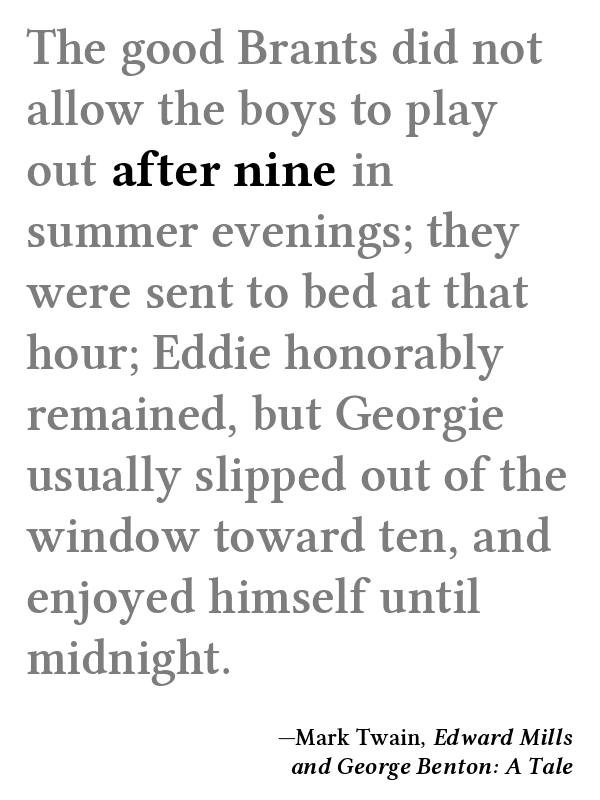 The good Brants did not
allow the boys to play
out after nine in
summer evenings; they
were sent to bed at that
hour; Eddie honorably
remained, but Georgie
usually slipped out of the
window toward ten, and
enjoyed himself until
midnight.
—Mark Twain, Edward Mills
and George Benton: A Tale